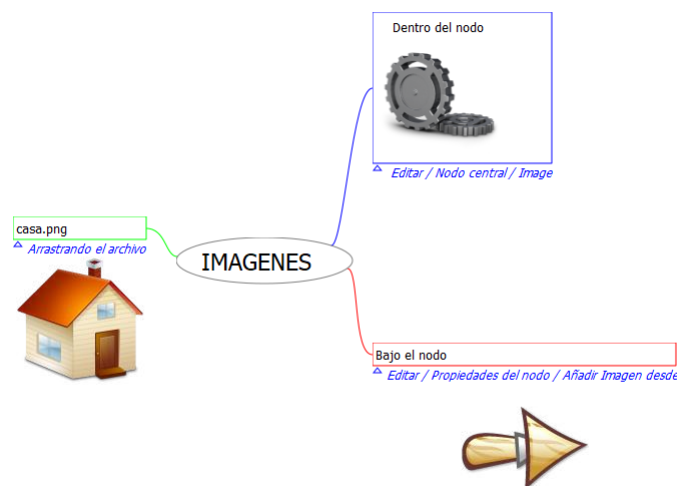 Dentro del nodo
Editar / Nodo central / Image
casa.png
Arrastrando el archivo
IMAGENES
Bajo el nodo
Editar / Propiedades del nodo / Añadir Imagen desde